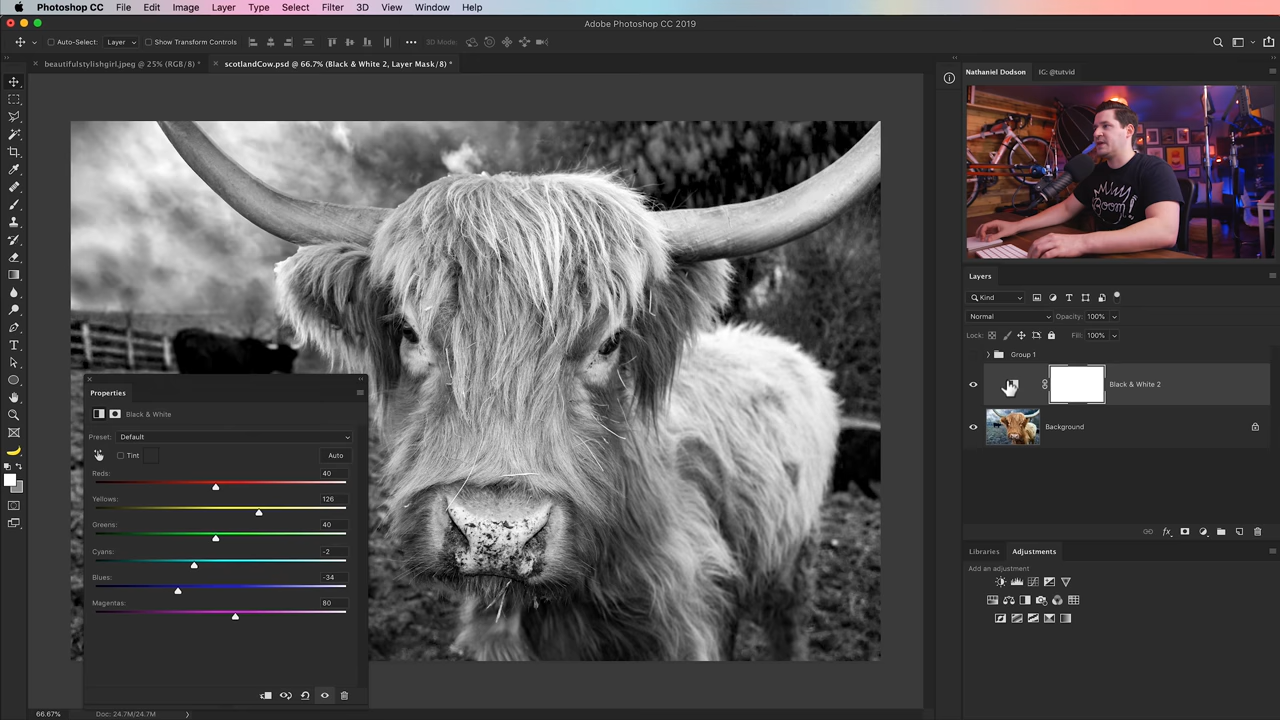 Photoshop CC File Edit Image Layer Type Select Filter 3D View Window Help
Adobe Photoshop CC 2019
Auto-Select: Layer Show Transform Controls 3D Mode:
beautifulstylishgirl.jpeg @ 25% (RGB/8) *
scotlandCow.psd @ 66.7% (Black & White 2, Layer Mask/8) *
Nathaniel Dodson IG: @tutvid
Layers
Kind
Normal Opacity: 100%
Lock: Fill: 100%
Group 1
Black & White 2
Background
Properties
Black & White
Preset: Default
Tint Auto
Reds: 40
Yellows: 126
Greens: 40
Cyans: -2
Blues: -34
Magentas: 80
Libraries Adjustments
Add an adjustment
66.67% Doc: 24.7M/24.7M